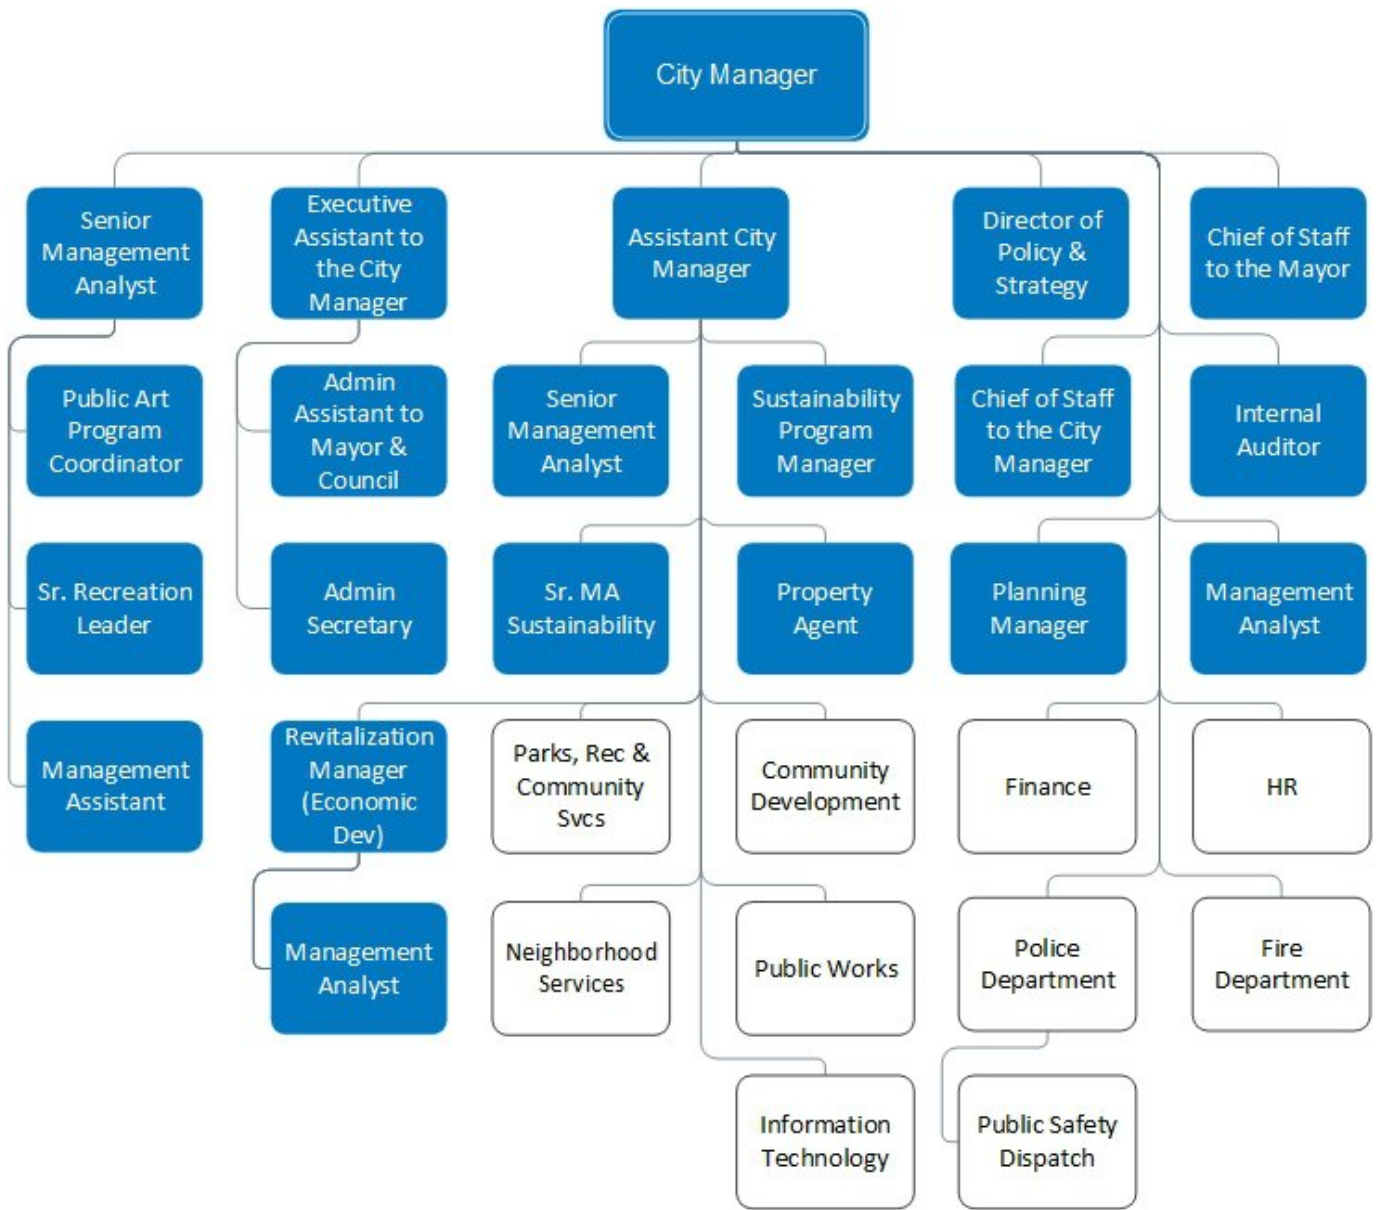 City Manager
Senior
Management
Analyst
Executive
Assistant to
the City
Manager
Assistant City
Manager
Director of
Policy &
Strategy
Chief of Staff
to the Mayor
Public Art
Program
Coordinator
Admin
Assistant to
Mayor &
Council
Senior
Management
Analyst
Sustainability
Program
Manager
Chief of Staff
to the City
Manager
Internal
Auditor
Sr. Recreation
Leader
Admin
Secretary
Sr. MA
Sustainability
Property
Agent
Planning
Manager
Management
Analyst
Management
Assistant
Revitalization
Manager
(Economic
Dev)
Parks, Rec &
Community
Svcs
Community
Development
Finance
HR
Management
Analyst
Neighborhood
Services
Public Works
Police
Department
Fire
Department
Information
Technology
Public Safety
Dispatch